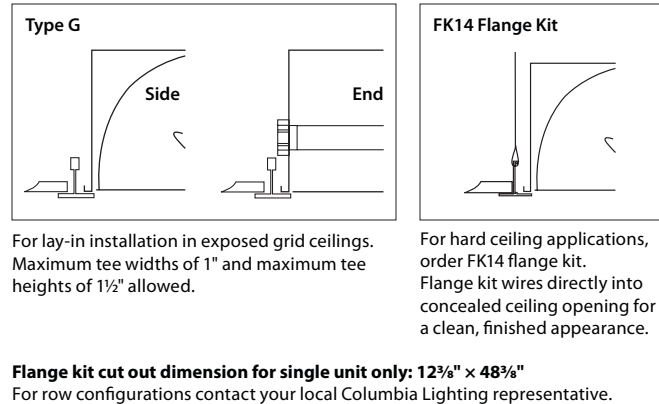 Type G
Side
End
For lay-in installation in exposed grid ceilings.
Maximum tee widths of 1" and maximum tee
heights of 1½" allowed.
FK14 Flange Kit
For hard ceiling applications,
order FK14 flange kit.
Flange kit wires directly into
concealed ceiling opening for
a clean, finished appearance.
Flange kit cut out dimension for single unit only: 12⅜" × 48⅜"
For row configurations contact your local Columbia Lighting representative.